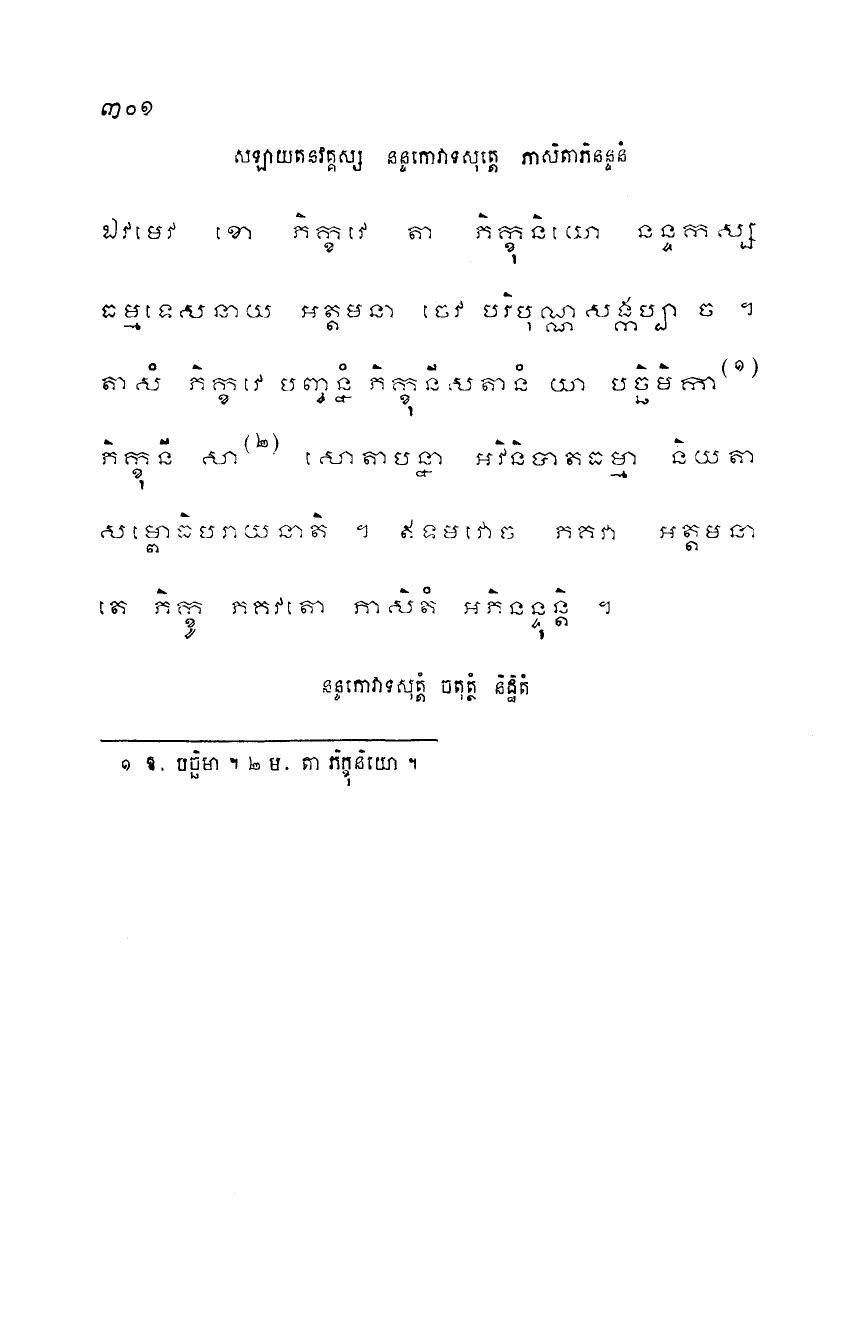 ៣០១
សឡាយតនវគ្គស្ស នន្ទកោវាទសុត្តេ ភាសិតាភិនន្ទនំ
ឯវមេវ ខោ ភិក្ខវេ តា ភិក្ខុនិយោ នន្ទកស្ស
ធម្មទេសនាយ អត្តមនា ចេវ បរិបុណ្ណសង្កប្បា ច ។
តាសំ ភិក្ខវេ បញ្ចន្នំ ភិក្ខុនីសតានំ យា បច្ឆិមិកា(១)
ភិក្ខុនី សា(២) សោតាបន្នា អវិនិបាតធម្មា និយតា
សម្ពោធិបរាយនាតិ ។ ឥទមវោច ភគវា អត្តមនា
តេ ភិក្ខូ ភគវតោ ភាសិតំ អភិនន្ទុន្តិ ។
នន្ទកោវាទសុត្តំ ចតុត្ថំ និដ្ឋិតំ
១ ឱ. បច្ឆិមា ។ ២ ម. តា ភិក្ខុនិយោ ។